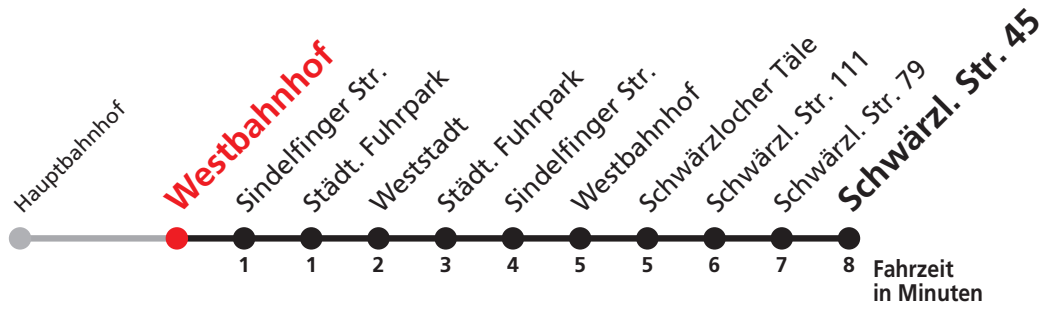 Hauptbahnhof
Westbahnhof
Sindelfinger Str.
Städt. Fuhrpark
Weststadt
Städt. Fuhrpark
Sindelfinger Str.
Westbahnhof
Schwärzlocher Täle
Schwärzl. Str. 111
Schwärzl. Str. 79
Schwärzl. Str. 45
1 1 2 3 4 5 5 6 7 8
Fahrzeit
in Minuten